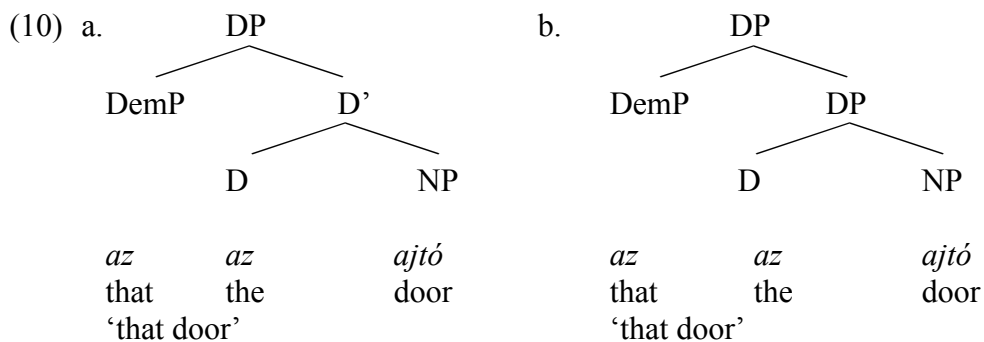 (10) a. DP b. DP
DemP D’ DemP DP
D NP D NP
az az ajtó az az ajtó
that the door that the door
‘that door’ ‘that door’